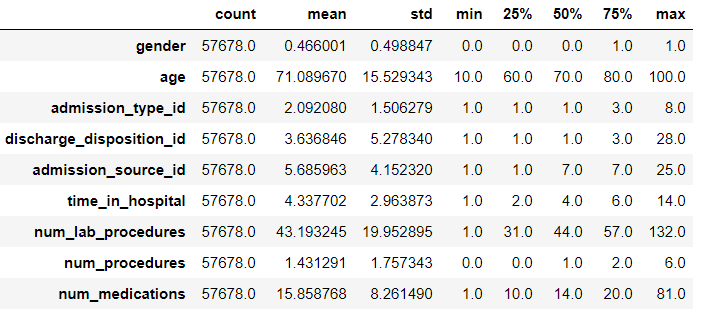 count mean std min 25% 50% 75% max
gender 57678.0 0.466001 0.498847 0.0 0.0 0.0 1.0 1.0
age 57678.0 71.089670 15.529343 10.0 60.0 70.0 80.0 100.0
admission_type_id 57678.0 2.092080 1.506279 1.0 1.0 1.0 3.0 8.0
discharge_disposition_id 57678.0 3.636846 5.278340 1.0 1.0 1.0 3.0 28.0
admission_source_id 57678.0 5.685963 4.152320 1.0 1.0 7.0 7.0 25.0
time_in_hospital 57678.0 4.337702 2.963873 1.0 2.0 4.0 6.0 14.0
num_lab_procedures 57678.0 43.193245 19.952895 1.0 31.0 44.0 57.0 132.0
num_procedures 57678.0 1.431291 1.757343 0.0 0.0 1.0 2.0 6.0
num_medications 57678.0 15.858768 8.261490 1.0 10.0 14.0 20.0 81.0